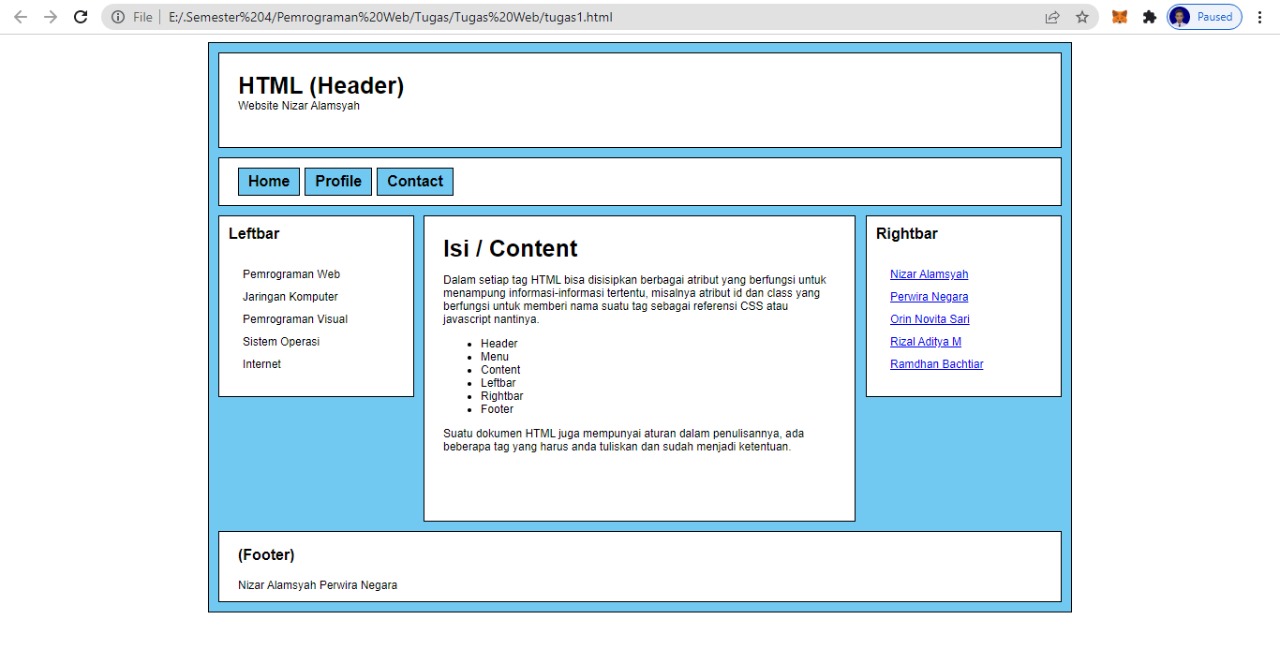 File
E:/.Semester%204/Pemrograman%20Web/Tugas/Tugas%20Web/tugas1.html
Paused
HTML (Header)
Website Nizar Alamsyah
Home
Profile
Contact
Leftbar
Pemrograman Web
Jaringan Komputer
Pemrograman Visual
Sistem Operasi
Internet
Isi / Content
Dalam setiap tag HTML bisa disisipkan berbagai atribut yang berfungsi untuk
menampung informasi-informasi tertentu, misalnya atribut id dan class yang
berfungsi untuk memberi nama suatu tag sebagai referensi CSS atau
javascript nantinya.
Header
Menu
Content
Leftbar
Rightbar
Footer
Suatu dokumen HTML juga mempunyai aturan dalam penulisannya, ada
beberapa tag yang harus anda tuliskan dan sudah menjadi ketentuan.
Rightbar
Nizar Alamsyah
Perwira Negara
Orin Novita Sari
Rizal Aditya M
Ramdhan Bachtiar
(Footer)
Nizar Alamsyah Perwira Negara